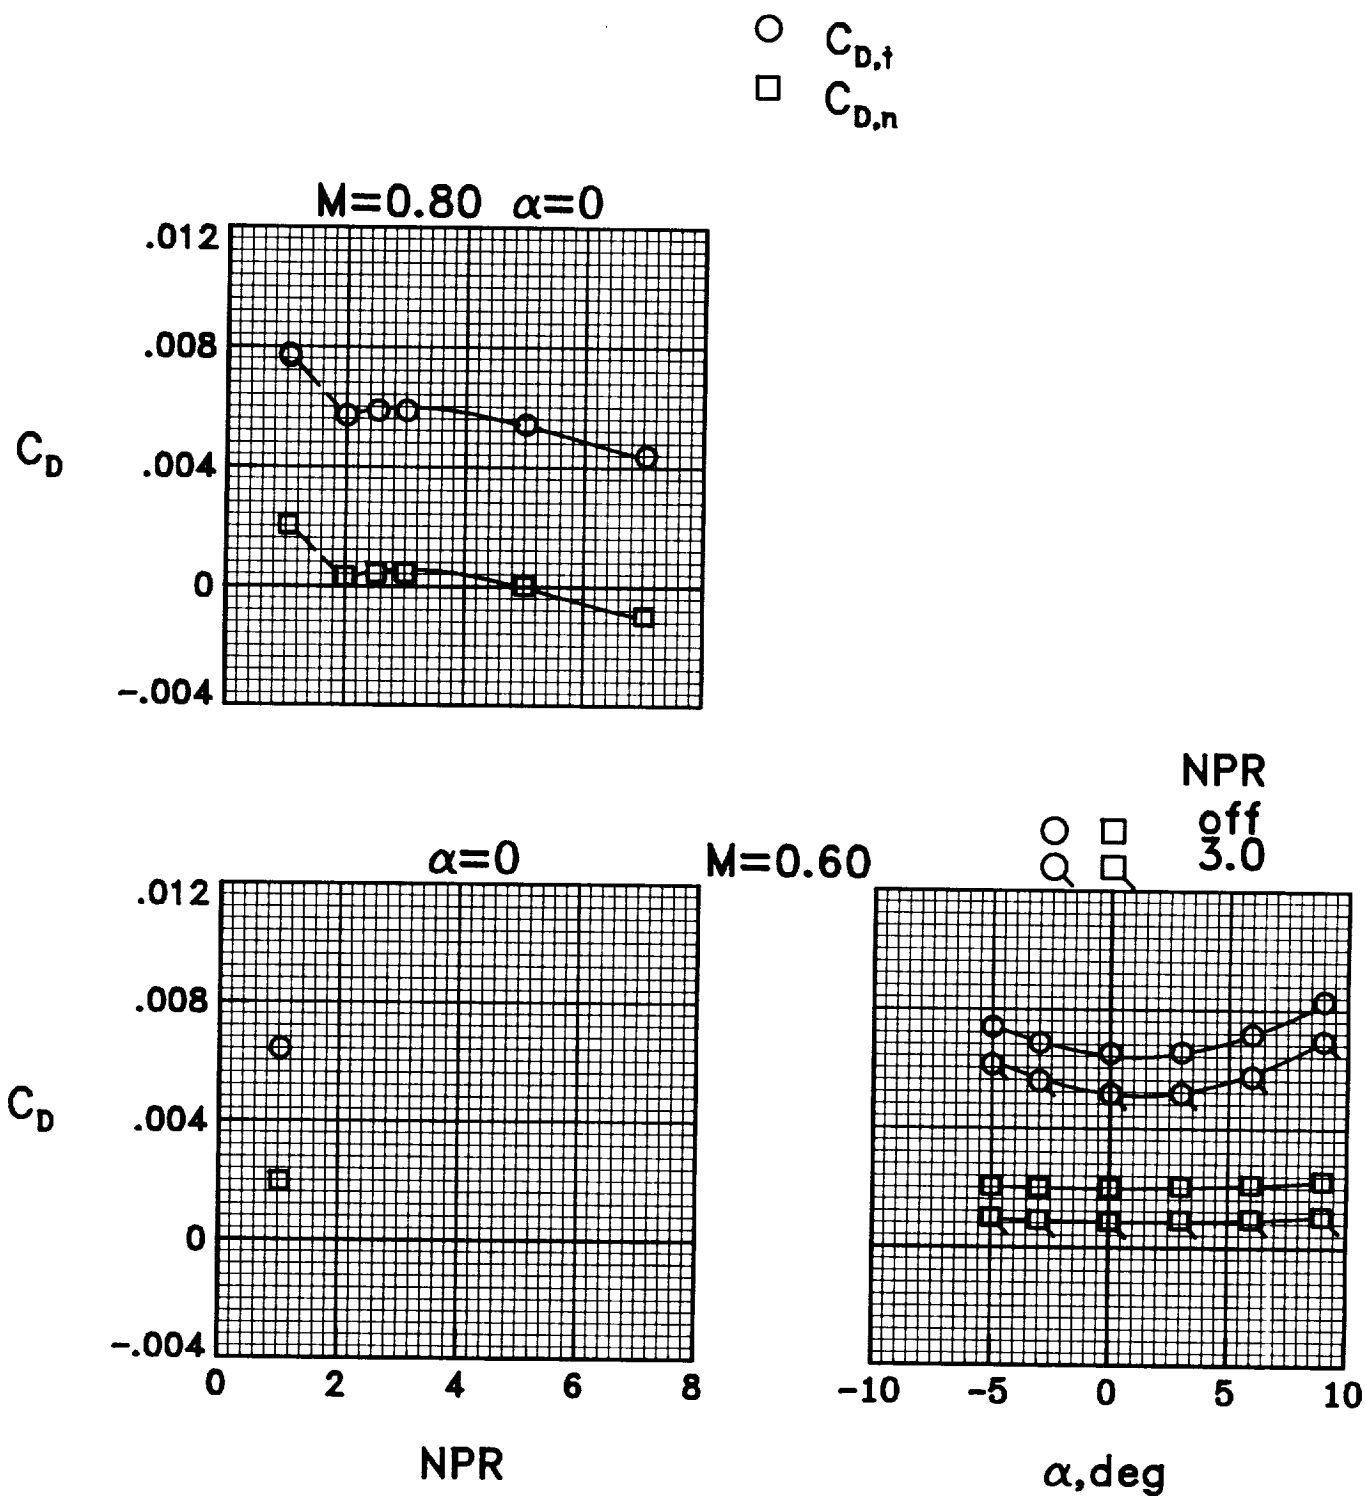 C_D,t
C_D,n
M=0.80 α=0
.012
.008
.004
0
-.004
C_D
NPR
off
3.0
α=0
M=0.60
.012
.008
.004
0
-.004
C_D
0 2 4 6 8
-10 -5 0 5 10
NPR
α,deg